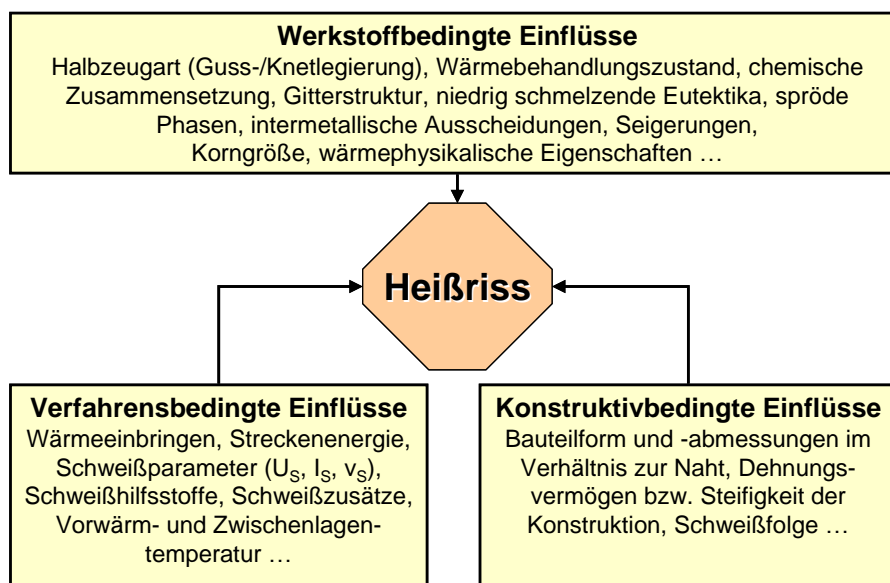 Werkstoffbedingte Einflüsse
Halbzeugart (Guss-/Knetlegierung), Wärmebehandlungszustand, chemische
Zusammensetzung, Gitterstruktur, niedrig schmelzende Eutektika, spröde
Phasen, intermetallische Ausscheidungen, Seigerungen,
Korngröße, wärmephysikalische Eigenschaften …
Heißriss
Verfahrensbedingte Einflüsse
Wärmeeinbringen, Streckenenergie,
Schweißparameter (US, IS, vS),
Schweißhilfsstoffe, Schweißzusätze,
Vorwärm- und Zwischenlagen-
temperatur …
Konstruktivbedingte Einflüsse
Bauteilform und -abmessungen im
Verhältnis zur Naht, Dehnungs-
vermögen bzw. Steifigkeit der
Konstruktion, Schweißfolge …